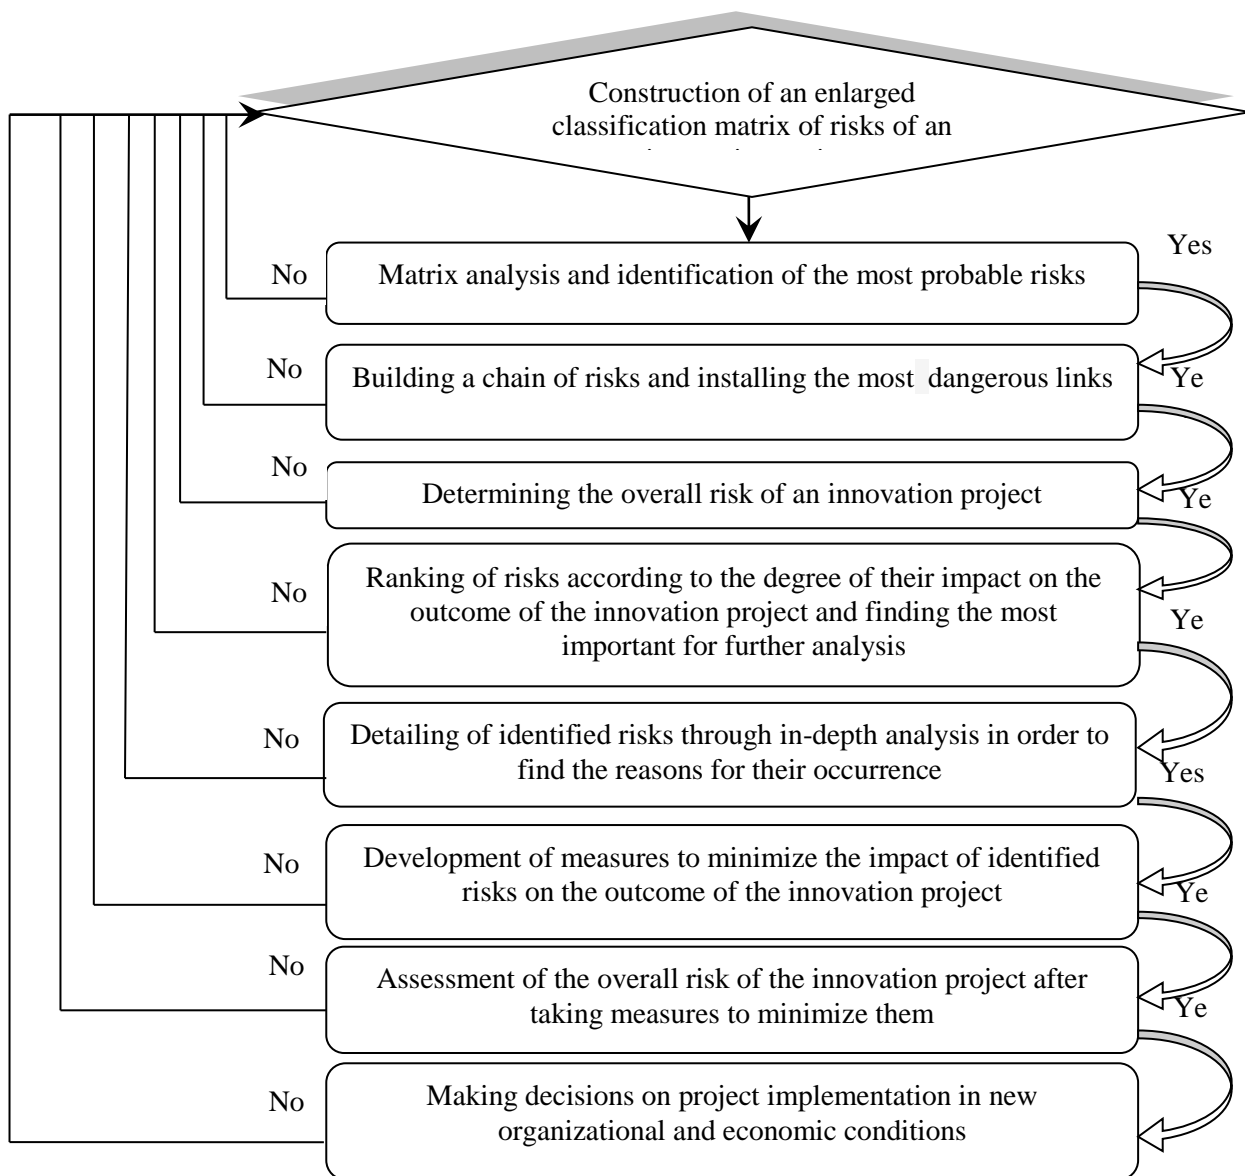 Construction of an enlarged
classification matrix of risks of an
Yes
No
Matrix analysis and identification of the most probable risks
No
Building a chain of risks and installing the most dangerous links
Ye
No
Determining the overall risk of an innovation project
Ye
No
Ranking of risks according to the degree of their impact on the
outcome of the innovation project and finding the most
important for further analysis
Ye
No
Detailing of identified risks through in-depth analysis in order to
find the reasons for their occurrence
Yes
No
Development of measures to minimize the impact of identified
risks on the outcome of the innovation project
Ye
No
Assessment of the overall risk of the innovation project after
taking measures to minimize them
Ye
No
Making decisions on project implementation in new
organizational and economic conditions